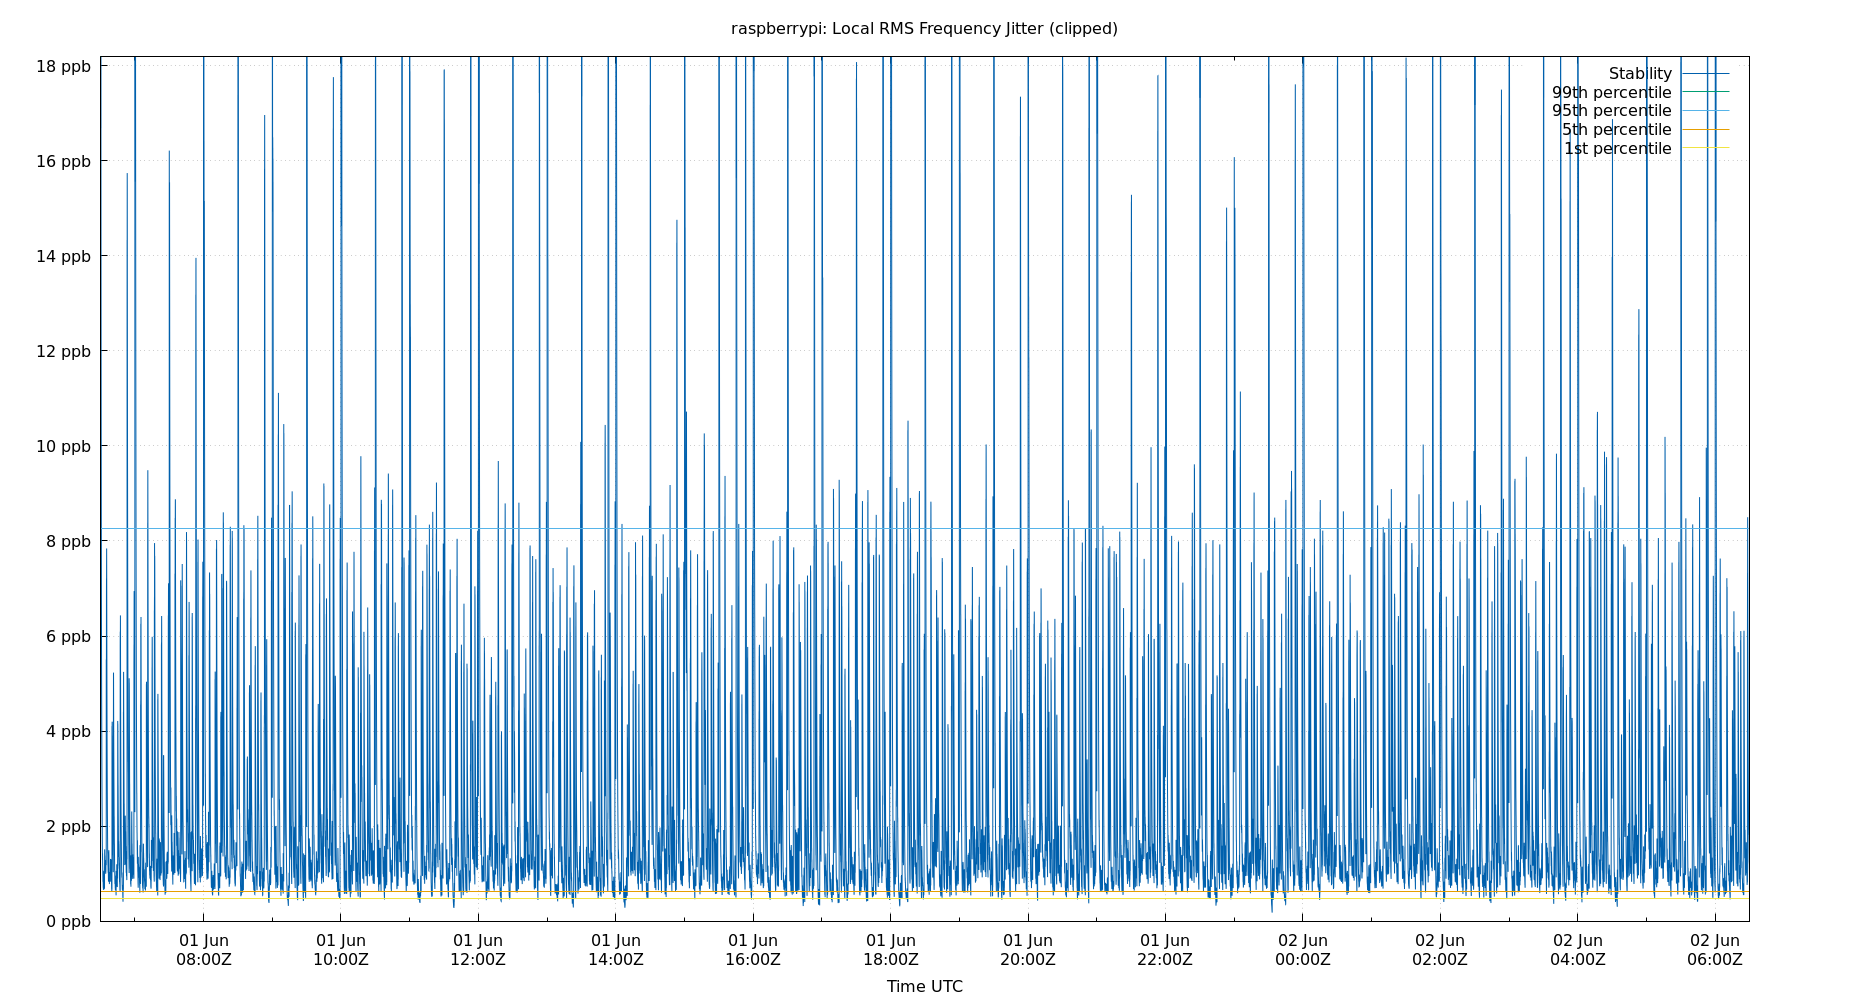 raspberrypi: Local RMS Frequency Jitter (clipped)
18 ppb
16 ppb
14 ppb
12 ppb
10 ppb
8 ppb
6 ppb
4 ppb
2 ppb
0 ppb
Stability
99th percentile
95th percentile
5th percentile
1st percentile
01 Jun 01 Jun 01 Jun 01 Jun 01 Jun 01 Jun 01 Jun 01 Jun 02 Jun 02 Jun 02 Jun 02 Jun
08:00Z 10:00Z 12:00Z 14:00Z 16:00Z 18:00Z 20:00Z 22:00Z 00:00Z 02:00Z 04:00Z 06:00Z
Time UTC